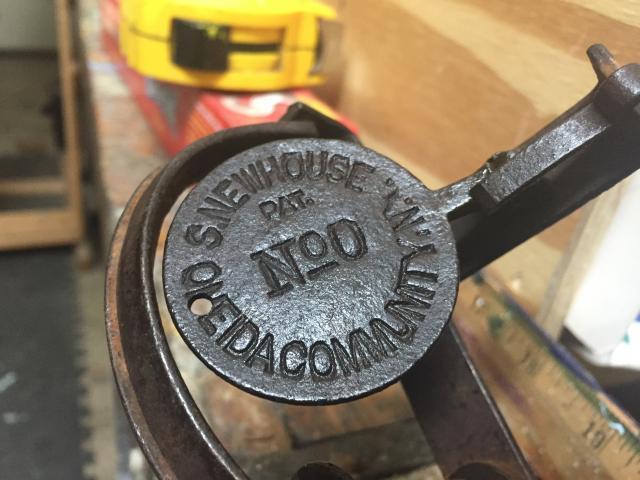 S NEWHOUSE "N.Y.
PAT.
No 0
ONEIDA COMMUNITY